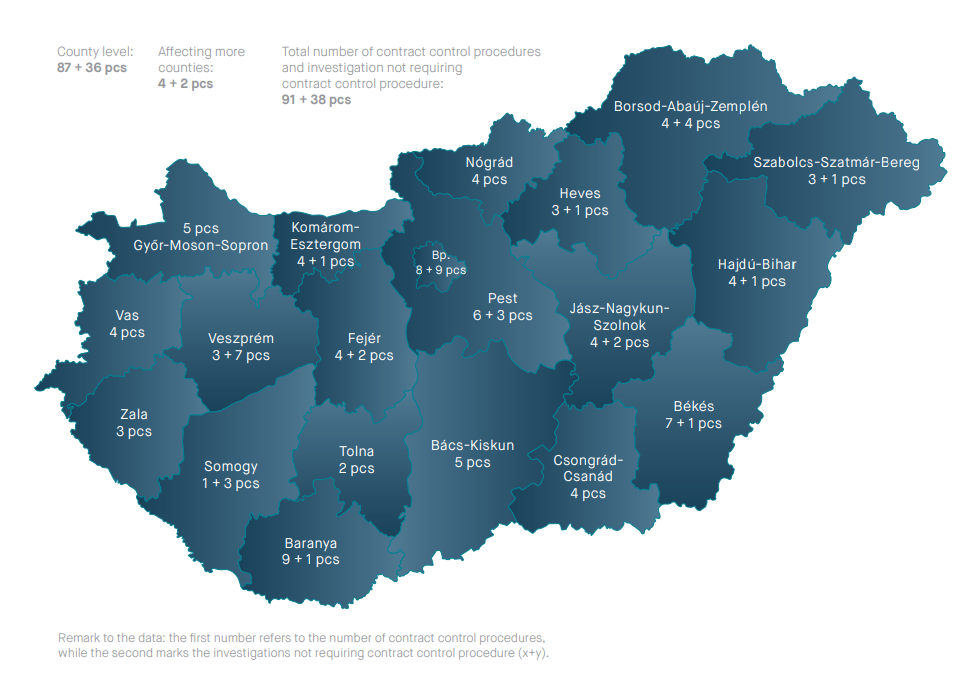 County level:
87 + 36 pcs
Affecting more
counties:
4 + 2 pcs
Total number of contract control procedures
and investigation not requiring
contract control procedure:
91 + 38 pcs
Borsod-Abaúj-Zemplén
4 + 4 pcs
Szabolcs-Szatmár-Bereg
3 + 1 pcs
Nógrád
4 pcs
Heves
3 + 1 pcs
5 pcs
Győr-Moson-Sopron
Komárom-
Esztergom
4 + 1 pcs
Bp.
8 + 9 pcs
Hajdú-Bihar
4 + 1 pcs
Pest
6 + 3 pcs
Jász-Nagykun-
Szolnok
4 + 2 pcs
Vas
4 pcs
Veszprém
3 + 7 pcs
Fejér
4 + 2 pcs
Zala
3 pcs
Békés
7 + 1 pcs
Somogy
1 + 3 pcs
Tolna
2 pcs
Bács-Kiskun
5 pcs
Csongrád-
Csanád
4 pcs
Baranya
9 + 1 pcs
Remark to the data: the first number refers to the number of contract control procedures,
while the second marks the investigations not requiring contract control procedure (x+y).